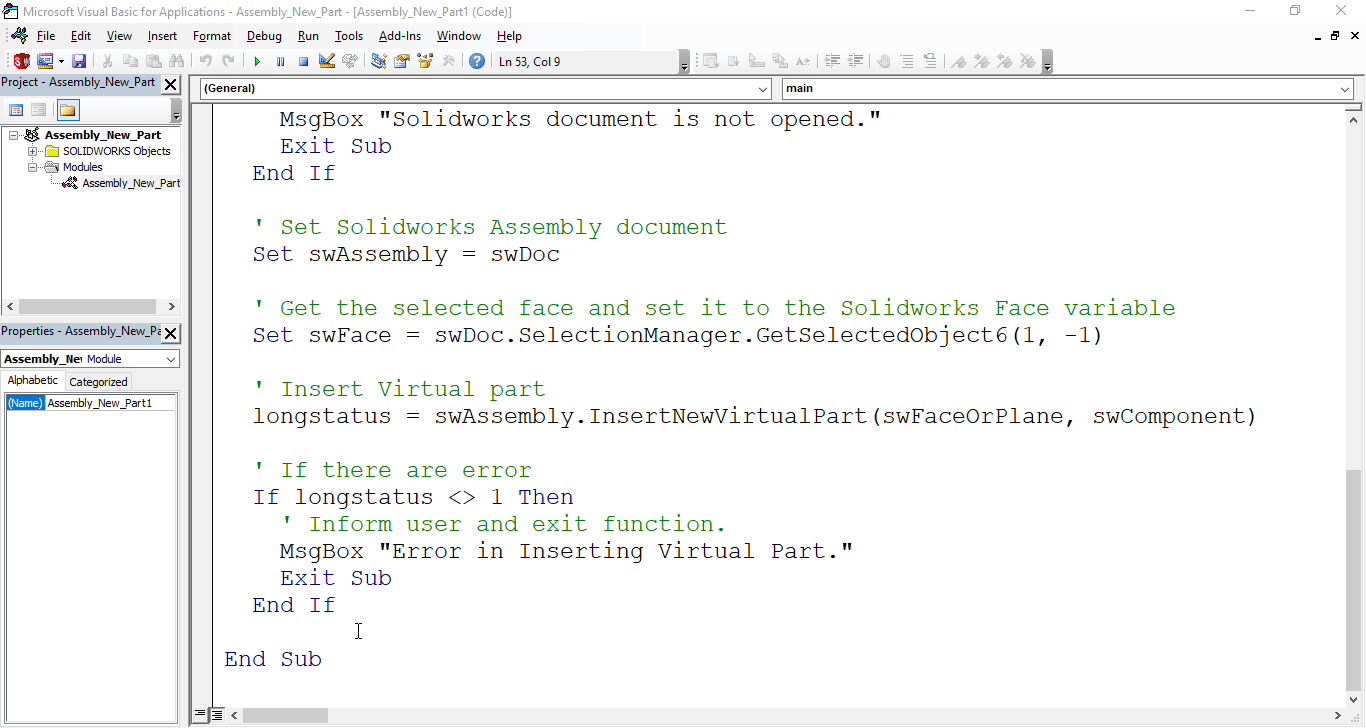 Microsoft Visual Basic for Applications - Assembly_New_Part - [Assembly_New_Part1 (Code)]
File Edit View Insert Format Debug Run Tools Add-Ins Window Help
Ln 53, Col 9
Project - Assembly_New_Part
Assembly_New_Part
SOLIDWORKS Objects
Modules
Assembly_New_Part
Properties - Assembly_New_Pa
Assembly_Ne Module
Alphabetic Categorized
(Name) Assembly_New_Part1
(General) main
MsgBox "Solidworks document is not opened."
Exit Sub
End If
' Set Solidworks Assembly document
Set swAssembly = swDoc
' Get the selected face and set it to the Solidworks Face variable
Set swFace = swDoc.SelectionManager.GetSelectedObject6(1, -1)
' Insert Virtual part
longstatus = swAssembly.InsertNewVirtualPart(swFaceOrPlane, swComponent)
' If there are error
If longstatus <> 1 Then
' Inform user and exit function.
MsgBox "Error in Inserting Virtual Part."
Exit Sub
End If
End Sub